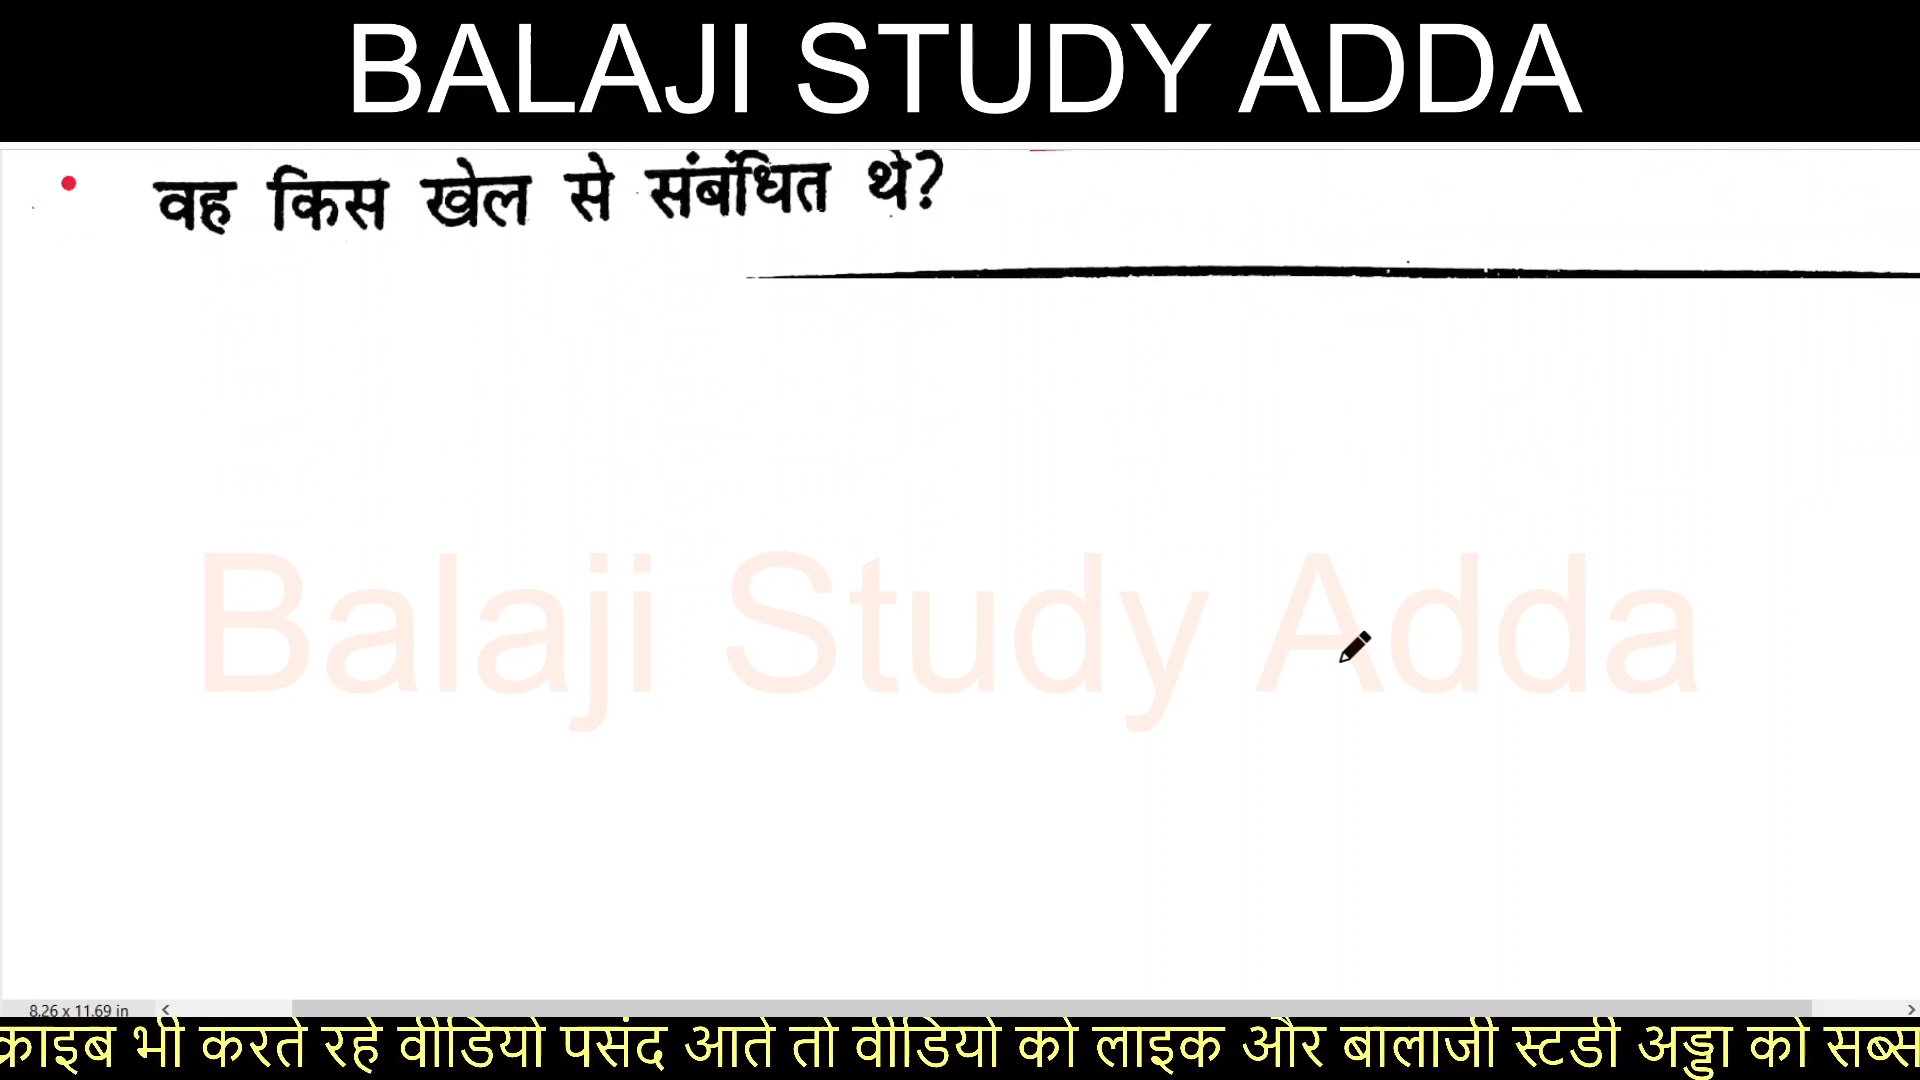 BALAJI STUDY ADDA
वह किस खेल से संबंधित थे?
Balaji Study Adda
8.26 x 11.69 in
क्राइब भी करते रहे वीडियो पसंद आते तो वीडियो को लाइक और बालाजी स्टडी अड्डा को सब्स